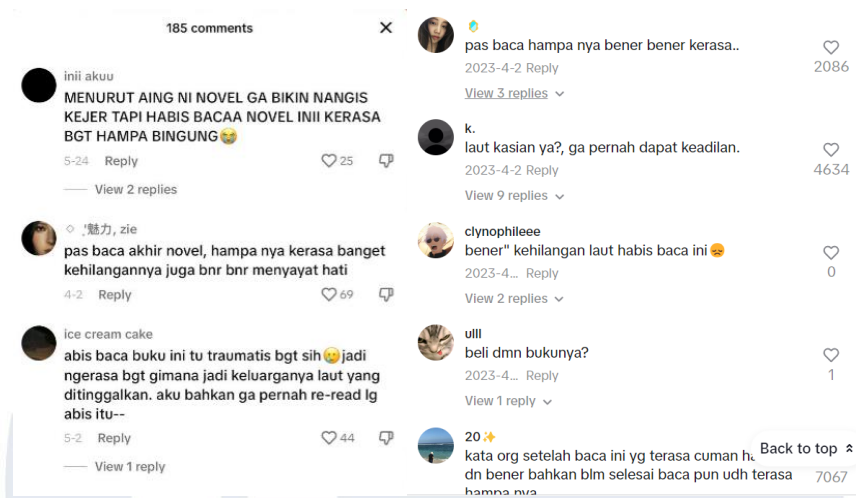 185 comments
inii akuu
MENURUT AING NI NOVEL GA BIKIN NANGIS
KEJER TAPI HABIS BACAA NOVEL INII KERASA
BGT HAMPA BINGUNG😭
5-24 Reply
25
View 2 replies
◇ ¸'魅力, zie
pas baca akhir novel, hampa nya kerasa banget
kehilangannya juga bnr bnr menyayat hati
4-2 Reply
69
ice cream cake
abis baca buku ini tu traumatis bgt sih🥲jadi
ngerasa bgt gimana jadi keluarganya laut yang
ditinggalkan. aku bahkan ga pernah re-read lg
abis itu--
5-2 Reply
44
View 1 reply
pas baca hampa nya bener bener kerasa..
2023-4-2 Reply
2086
View 3 replies
k.
laut kasian ya?, ga pernah dapat keadilan.
2023-4-2 Reply
4634
View 9 replies
clynophileee
bener" kehilangan laut habis baca ini😞
2023-4... Reply
0
View 2 replies
ulll
beli dmn bukunya?
2023-4... Reply
1
View 1 reply
20✨
kata org setelah baca ini yg terasa cuman
Back to top
dn bener bahkan blm selesai baca pun udh terasa
7067
hampa nya